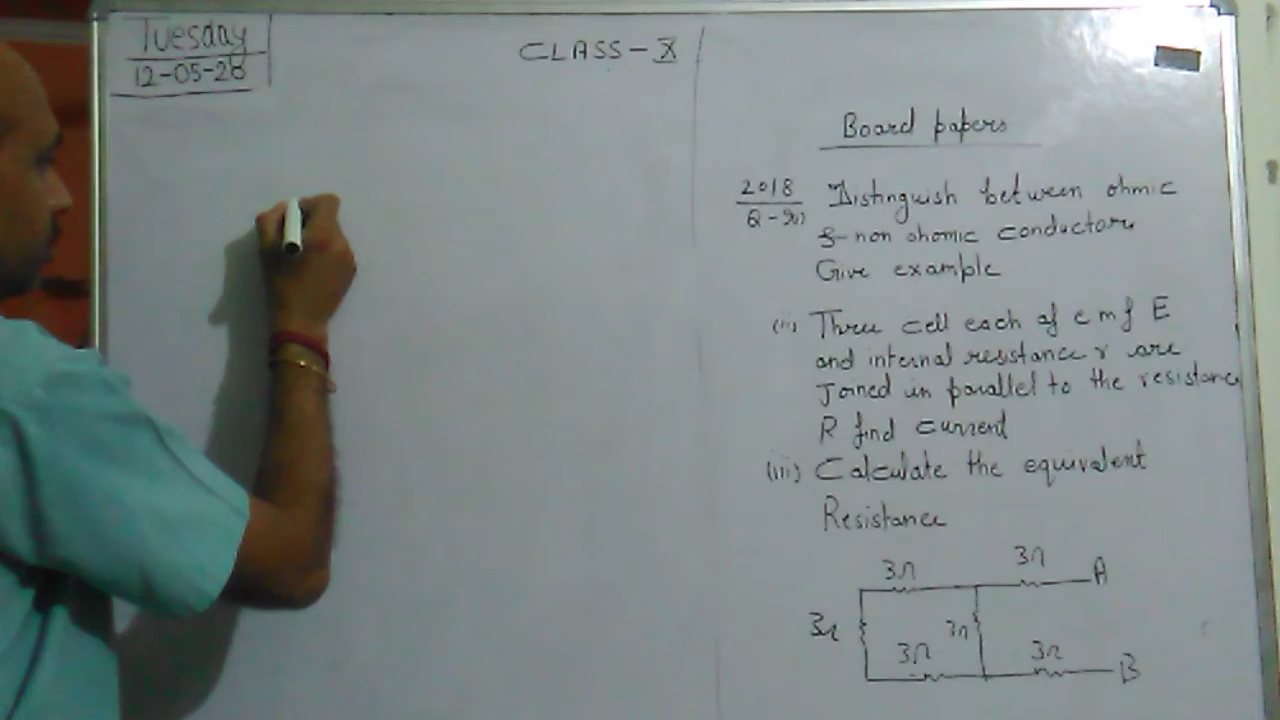 Tuesday
12-05-20
CLASS - X
Board papers
2018 Distinguish between ohmic
Q - & non ohomic conductors
Give example
(ii) Three cell each of emf E
and internal resistance r are
Joined in parallel to the resistance
R find current
(iii) Calculate the equivalent
Resistance
3Ω 3Ω A
3Ω 3Ω
3Ω 3Ω B